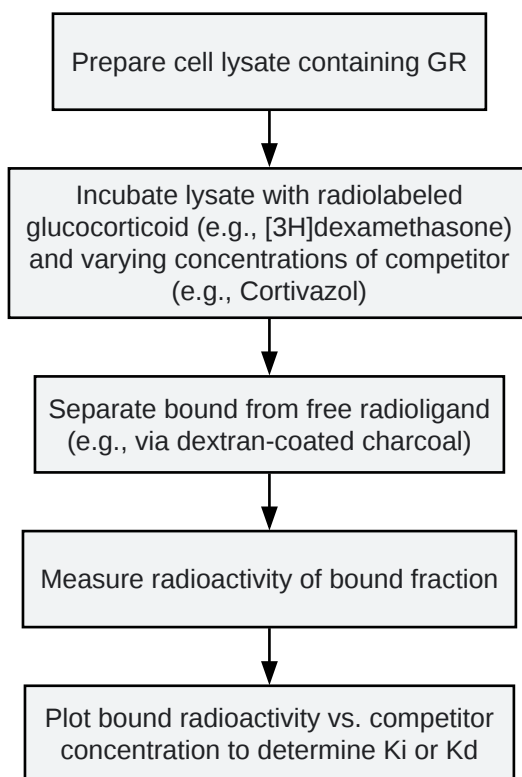 Prepare cell lysate containing GR
Incubate lysate with radiolabeled
glucocorticoid (e.g., [3H]dexamethasone)
and varying concentrations of competitor
(e.g., Cortivazol)
Separate bound from free radioligand
(e.g., via dextran-coated charcoal)
Measure radioactivity of bound fraction
Plot bound radioactivity vs. competitor
concentration to determine Ki or Kd